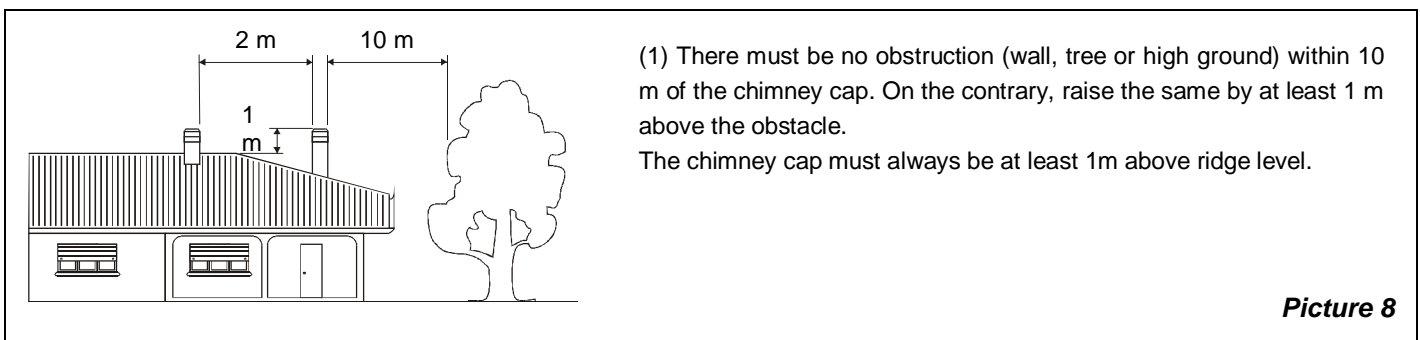 2 m
10 m
1
m
(1) There must be no obstruction (wall, tree or high ground) within 10
m of the chimney cap. On the contrary, raise the same by at least 1 m
above the obstacle.
The chimney cap must always be at least 1m above ridge level.
Picture 8